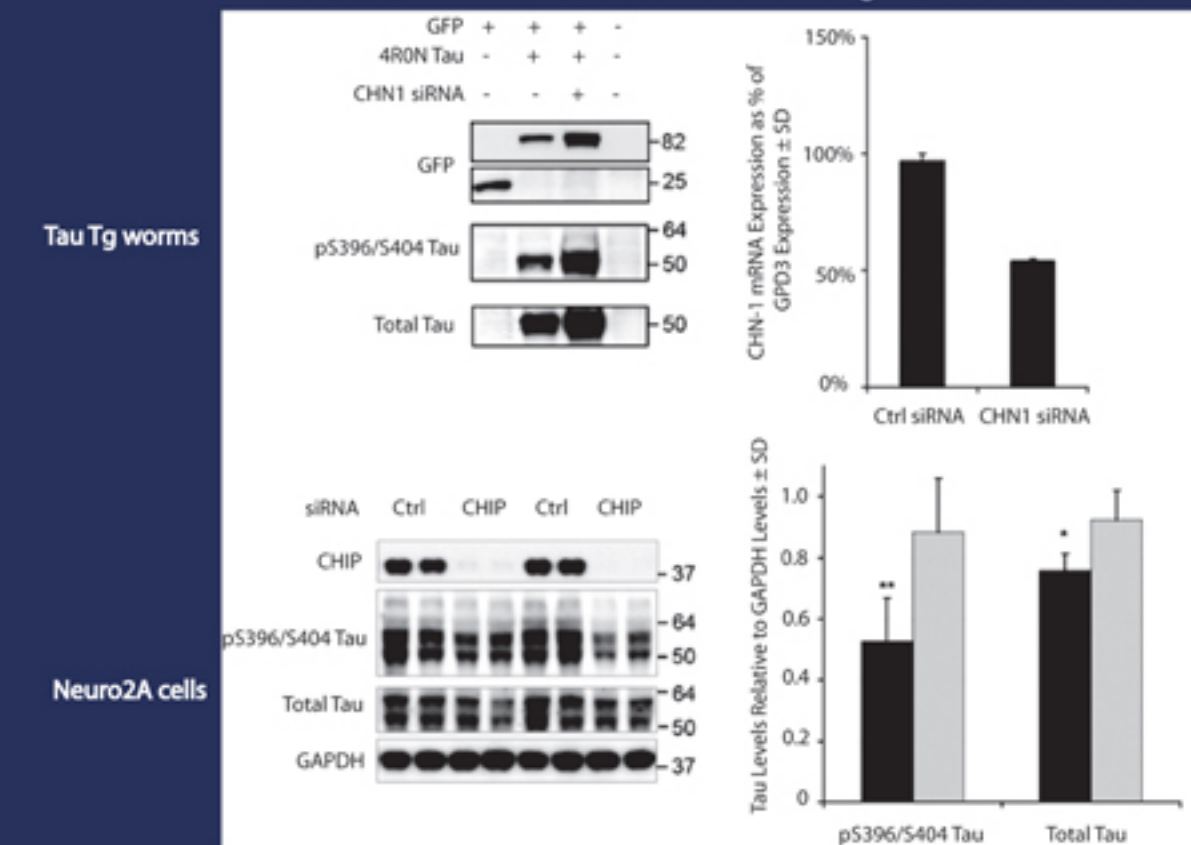 Tau Tg worms
GFP + + + -
4R0N Tau - + + -
CHN1 siRNA - - + -
GFP
82
25
pS396/S404 Tau
64
50
Total Tau
50
CHN-1 mRNA Expression as % of
GPD3 Expression ± SD
150%
100%
50%
0%
Ctrl siRNA CHN1 siRNA
Neuro2A cells
siRNA Ctrl CHIP Ctrl CHIP
CHIP
37
pS396/S404 Tau
64
50
Total Tau
64
50
GAPDH
37
Tau Levels Relative to GAPDH Levels ± SD
1.0
0.8
0.6
0.4
0.2
0
**
*
pS396/S404 Tau Total Tau